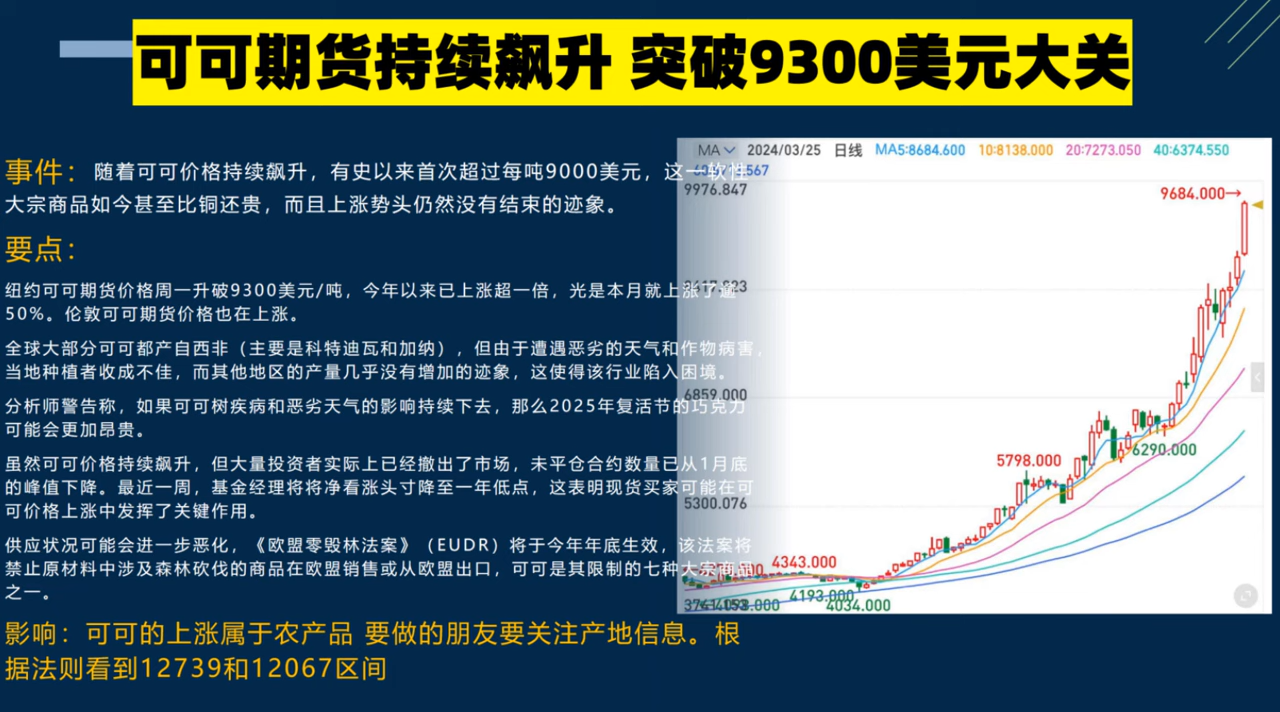 可可期货持续飙升 突破9300美元大关
事件：随着可可价格持续飙升，有史以来首次超过每吨9000美元，这一软性
大宗商品如今甚至比铜还贵，而且上涨势头仍然没有结束的迹象。
要点：
纽约可可期货价格周一升破9300美元/吨，今年以来已上涨超一倍，光是本月就上涨了逾
50%。伦敦可可期货价格也在上涨。
全球大部分可可都产自西非（主要是科特迪瓦和加纳），但由于遭遇恶劣的天气和作物病害，
当地种植者收成不佳，而其他地区的产量几乎没有增加的迹象，这使得该行业陷入困境。
分析师警告称，如果可可树疾病和恶劣天气的影响持续下去，那么2025年复活节的巧克力
可能会更加昂贵。
虽然可可价格持续飙升，但大量投资者实际上已经撤出了市场，未平仓合约数量已从1月底
的峰值下降。最近一周，基金经理将将净看涨头寸降至一年低点，这表明现货买家可能在可
可价格上涨中发挥了关键作用。
供应状况可能会进一步恶化，《欧盟零毁林法案》（EUDR）将于今年年底生效，该法案将
禁止原材料中涉及森林砍伐的商品在欧盟销售或从欧盟出口，可可是其限制的七种大宗商品
之一。
影响：可可的上涨属于农产品 要做的朋友要关注产地信息。根
据法则看到12739和12067区间
MA 2024/03/25 日线 MA5:8684.600 10:8138.000 20:7273.050 40:6374.550
9976.847
9684.000→
6859.000
6290.000
5798.000
5300.076
4343.000
4193.000
4034.000